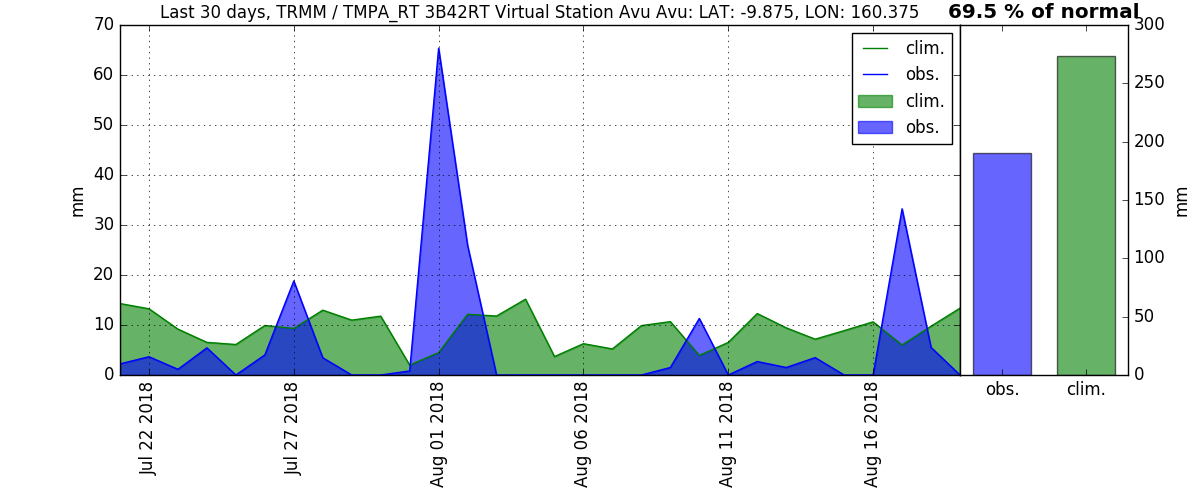 Last 30 days, TRMM / TMPA_RT 3B42RT Virtual Station Avu Avu: LAT: -9.875, LON: 160.375
69.5 % of normal
70
60
50
40
30
20
10
0
mm
clim.
obs.
clim.
obs.
Jul 22 2018
Jul 27 2018
Aug 01 2018
Aug 06 2018
Aug 11 2018
Aug 16 2018
300
250
200
150
100
50
0
mm
obs.
clim.